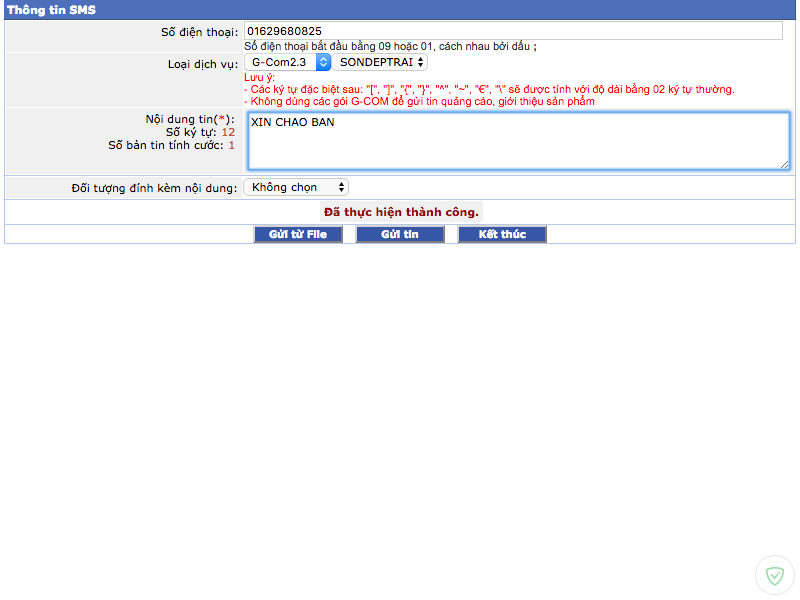 Thông tin SMS
Số điện thoại: 01629680825
Số điện thoại bắt đầu bằng 09 hoặc 01, cách nhau bởi dấu ;
Loại dịch vụ: G-Com2.3 SONDEPTRAI
Lưu ý:
- Các ký tự đặc biệt sau: "[", "]", "{", "}", "^", "~", "€", "\" sẽ được tính với độ dài bằng 02 ký tự thường.
- Không dùng các gói G-COM để gửi tin quảng cáo, giới thiệu sản phẩm
Nội dung tin(*): XIN CHAO BAN
Số ký tự: 12
Số bản tin tính cước: 1
Đối tượng đính kèm nội dung: Không chọn
Đã thực hiện thành công.
Gửi từ File Gửi tin Kết thúc